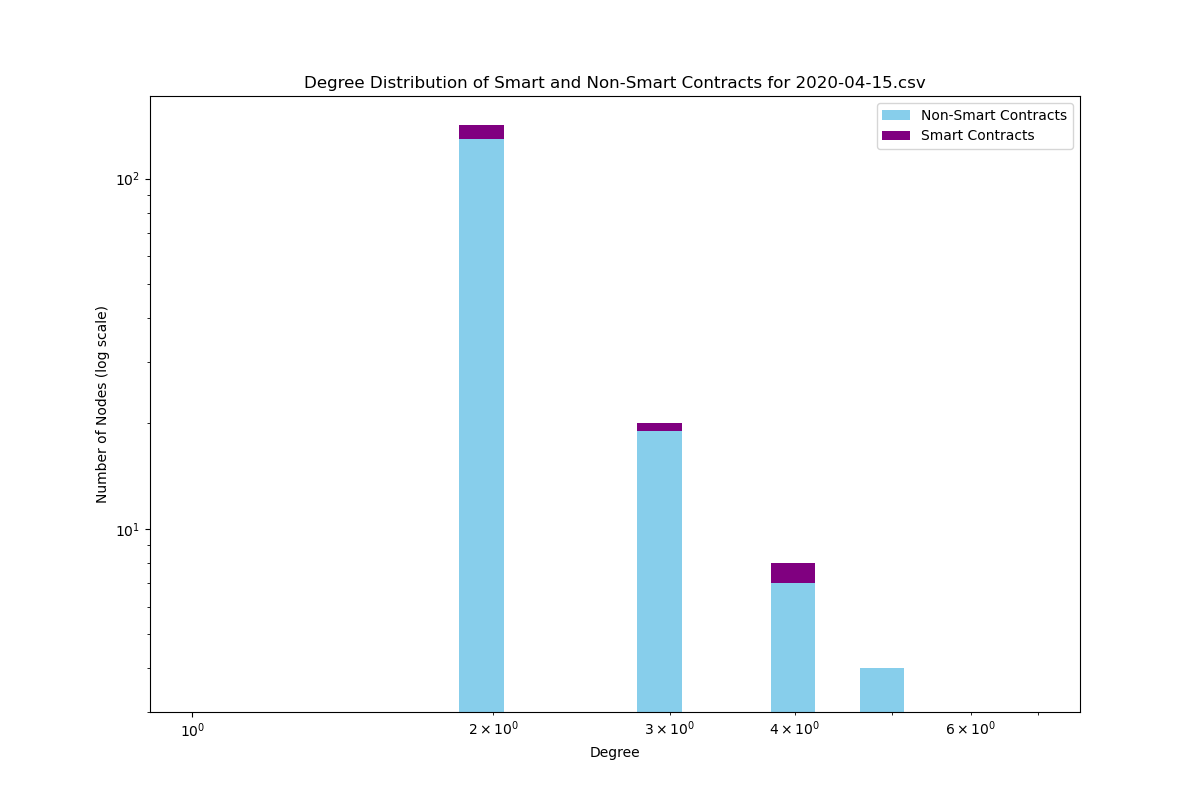 Degree Distribution of Smart and Non-Smart Contracts for 2020-04-15.csv
Non-Smart Contracts
Smart Contracts
Number of Nodes (log scale)
10²
10¹
10⁰
2 × 10⁰
3 × 10⁰
4 × 10⁰
6 × 10⁰
Degree